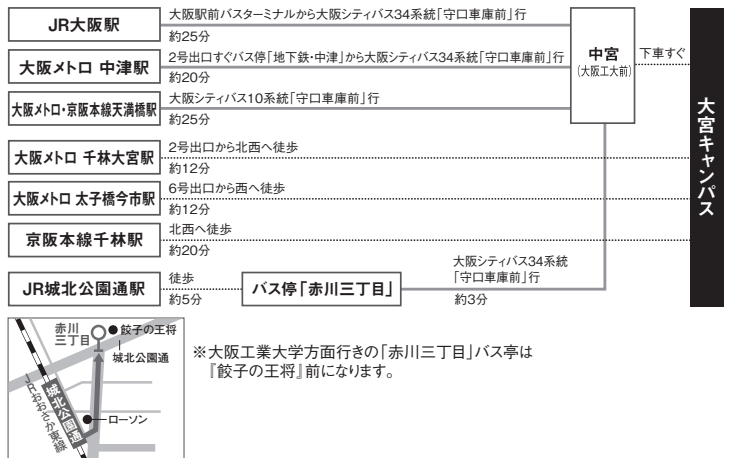 JR大阪駅
大阪駅前バスターミナルから大阪シティバス34系統「守口車庫前」行
約25分
大阪メトロ 中津駅
2号出口すぐバス停「地下鉄・中津」から大阪シティバス34系統「守口車庫前」行
約20分
大阪メトロ・京阪本線天満橋駅
大阪シティバス10系統「守口車庫前」行
約25分
中宮
(大阪工大前)
下車すぐ
大宮キャンパス
大阪メトロ 千林大宮駅
2号出口から北西へ徒歩
約12分
大阪メトロ 太子橋今市駅
6号出口から西へ徒歩
約12分
京阪本線千林駅
北西へ徒歩
約20分
JR城北公園通駅
徒歩
約5分
バス停「赤川三丁目」
大阪シティバス34系統
「守口車庫前」行
約3分
赤川
三丁目
餃子の王将
城北公園通
城北公園通
JRおおさか東線
ローソン
※大阪工業大学方面行きの「赤川三丁目」バス亭は
『餃子の王将』前になります。